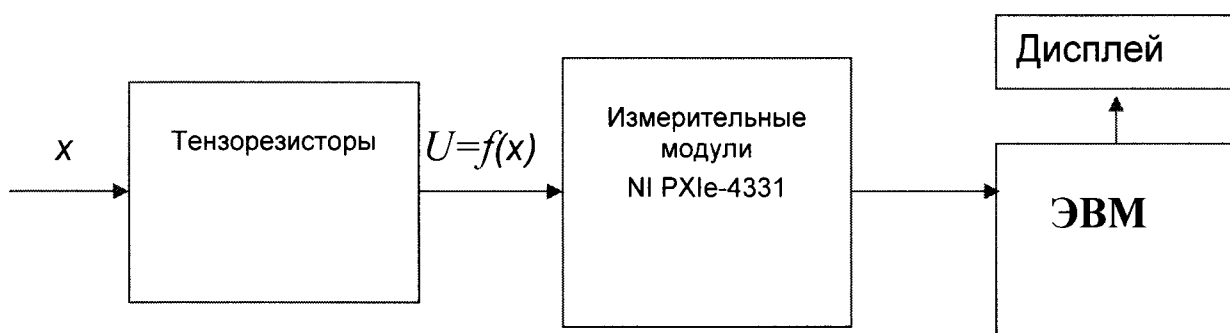 x
Тензорезисторы
U=f(x)
Измерительные
модули
NI PXIe-4331
Дисплей
ЭВМ